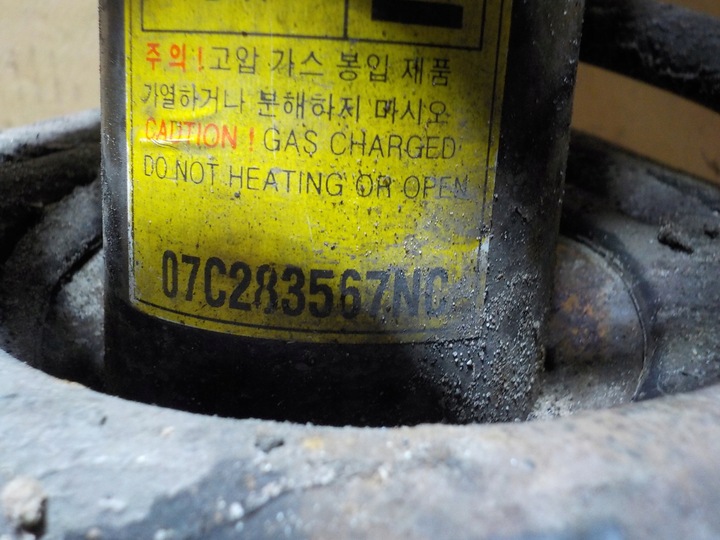 주의!고압 가스 봉입 제품
가열하거나 분해하지 마시오
CAUTION ! GAS CHARGED
DO NOT HEATING OR OPEN
07C283567NC